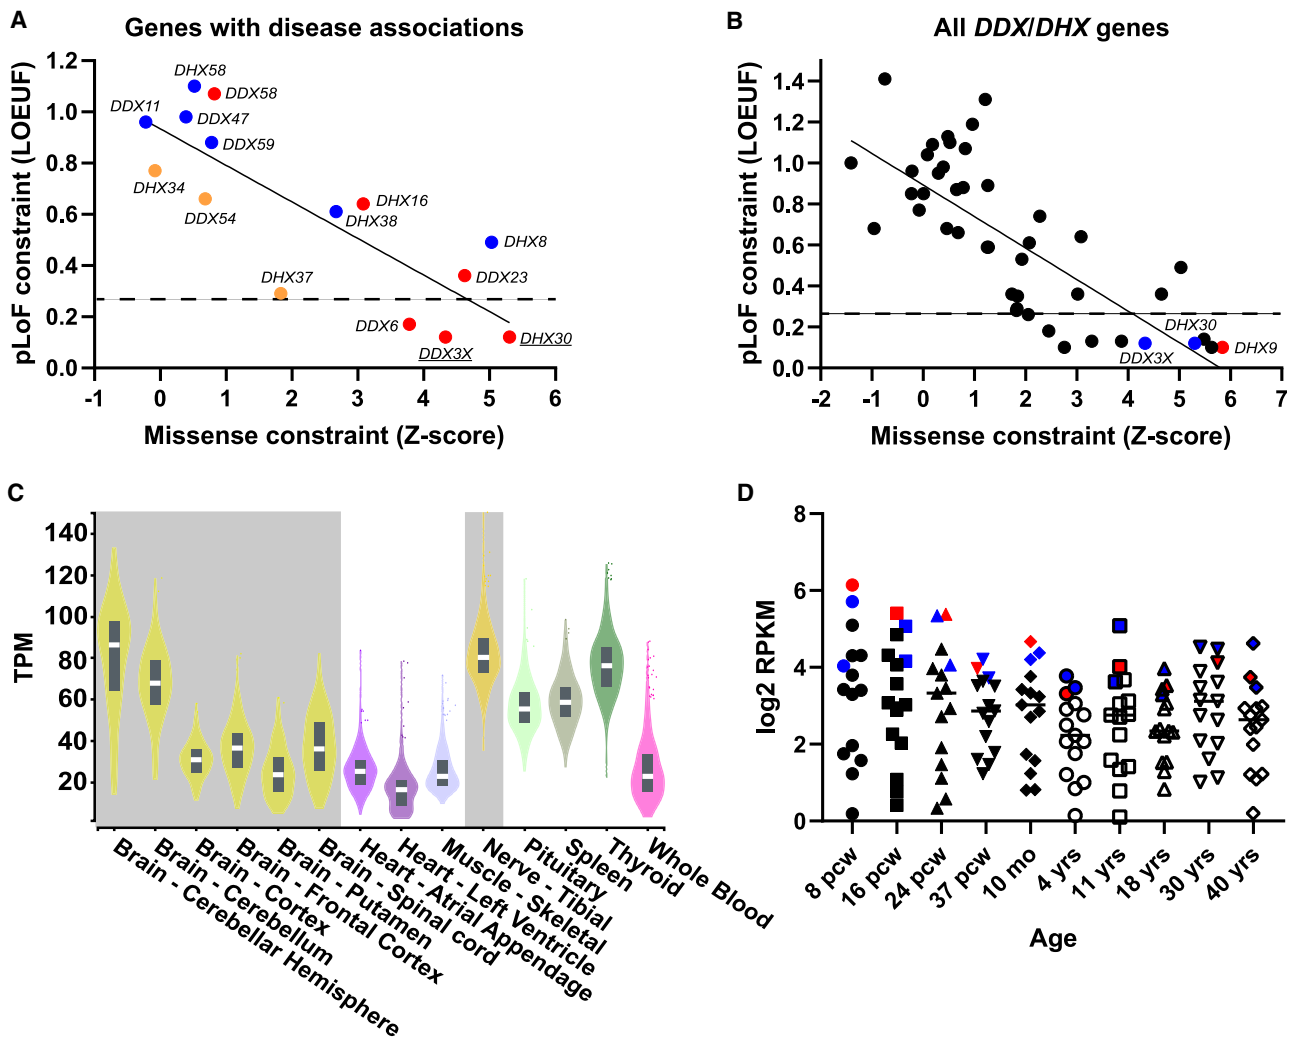 A
Genes with disease associations
pLoF constraint (LOEUF)
1.2
1.0
0.8
0.6
0.4
0.2
0.0
DHX58
DDX58
DDX11
DDX47
DDX59
DHX34
DDX54
DHX16
DHX38
DHX8
DHX37
DDX23
DDX6
DDX3X
DHX30
-1 0 1 2 3 4 5 6
Missense constraint (Z-score)
B
All DDX/DHX genes
pLoF constraint (LOEUF)
1.4
1.2
1.0
0.8
0.6
0.4
0.2
0.0
DHX30
DDX3X
DHX9
-2 -1 0 1 2 3 4 5 6 7
Missense constraint (Z-score)
C
TPM
140
120
100
80
60
40
20
Brain - Cerebellar Hemisphere
Brain - Cerebellum
Brain - Cortex
Brain - Frontal Cortex
Brain - Putamen
Brain - Spinal cord
Heart - Atrial Appendage
Heart - Left Ventricle
Muscle - Skeletal
Nerve - Tibial
Pituitary
Spleen
Thyroid
Whole Blood
D
log2 RPKM
8
6
4
2
0
8 pcw
16 pcw
24 pcw
37 pcw
10 mo
4 yrs
11 yrs
18 yrs
30 yrs
40 yrs
Age